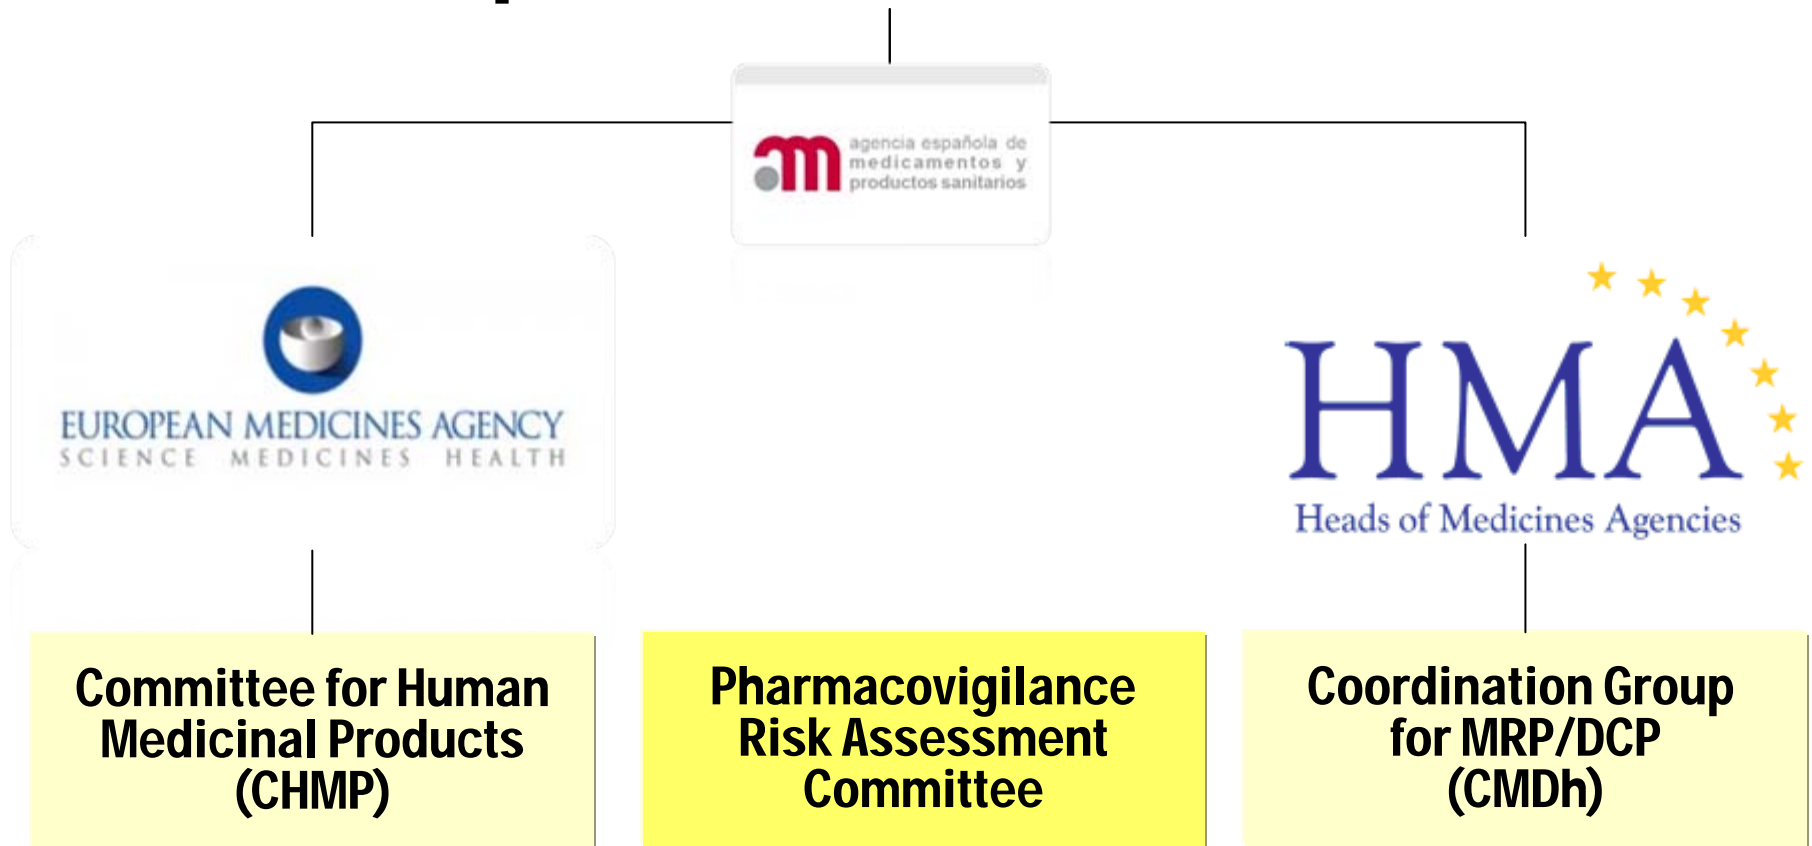 agencia española de
medicamentos y
productos sanitarios
EUROPEAN MEDICINES AGENCY
SCIENCE MEDICINES HEALTH
HMA
Heads of Medicines Agencies
Committee for Human
Medicinal Products
(CHMP)
Pharmacovigilance
Risk Assessment
Committee
Coordination Group
for MRP/DCP
(CMDh)